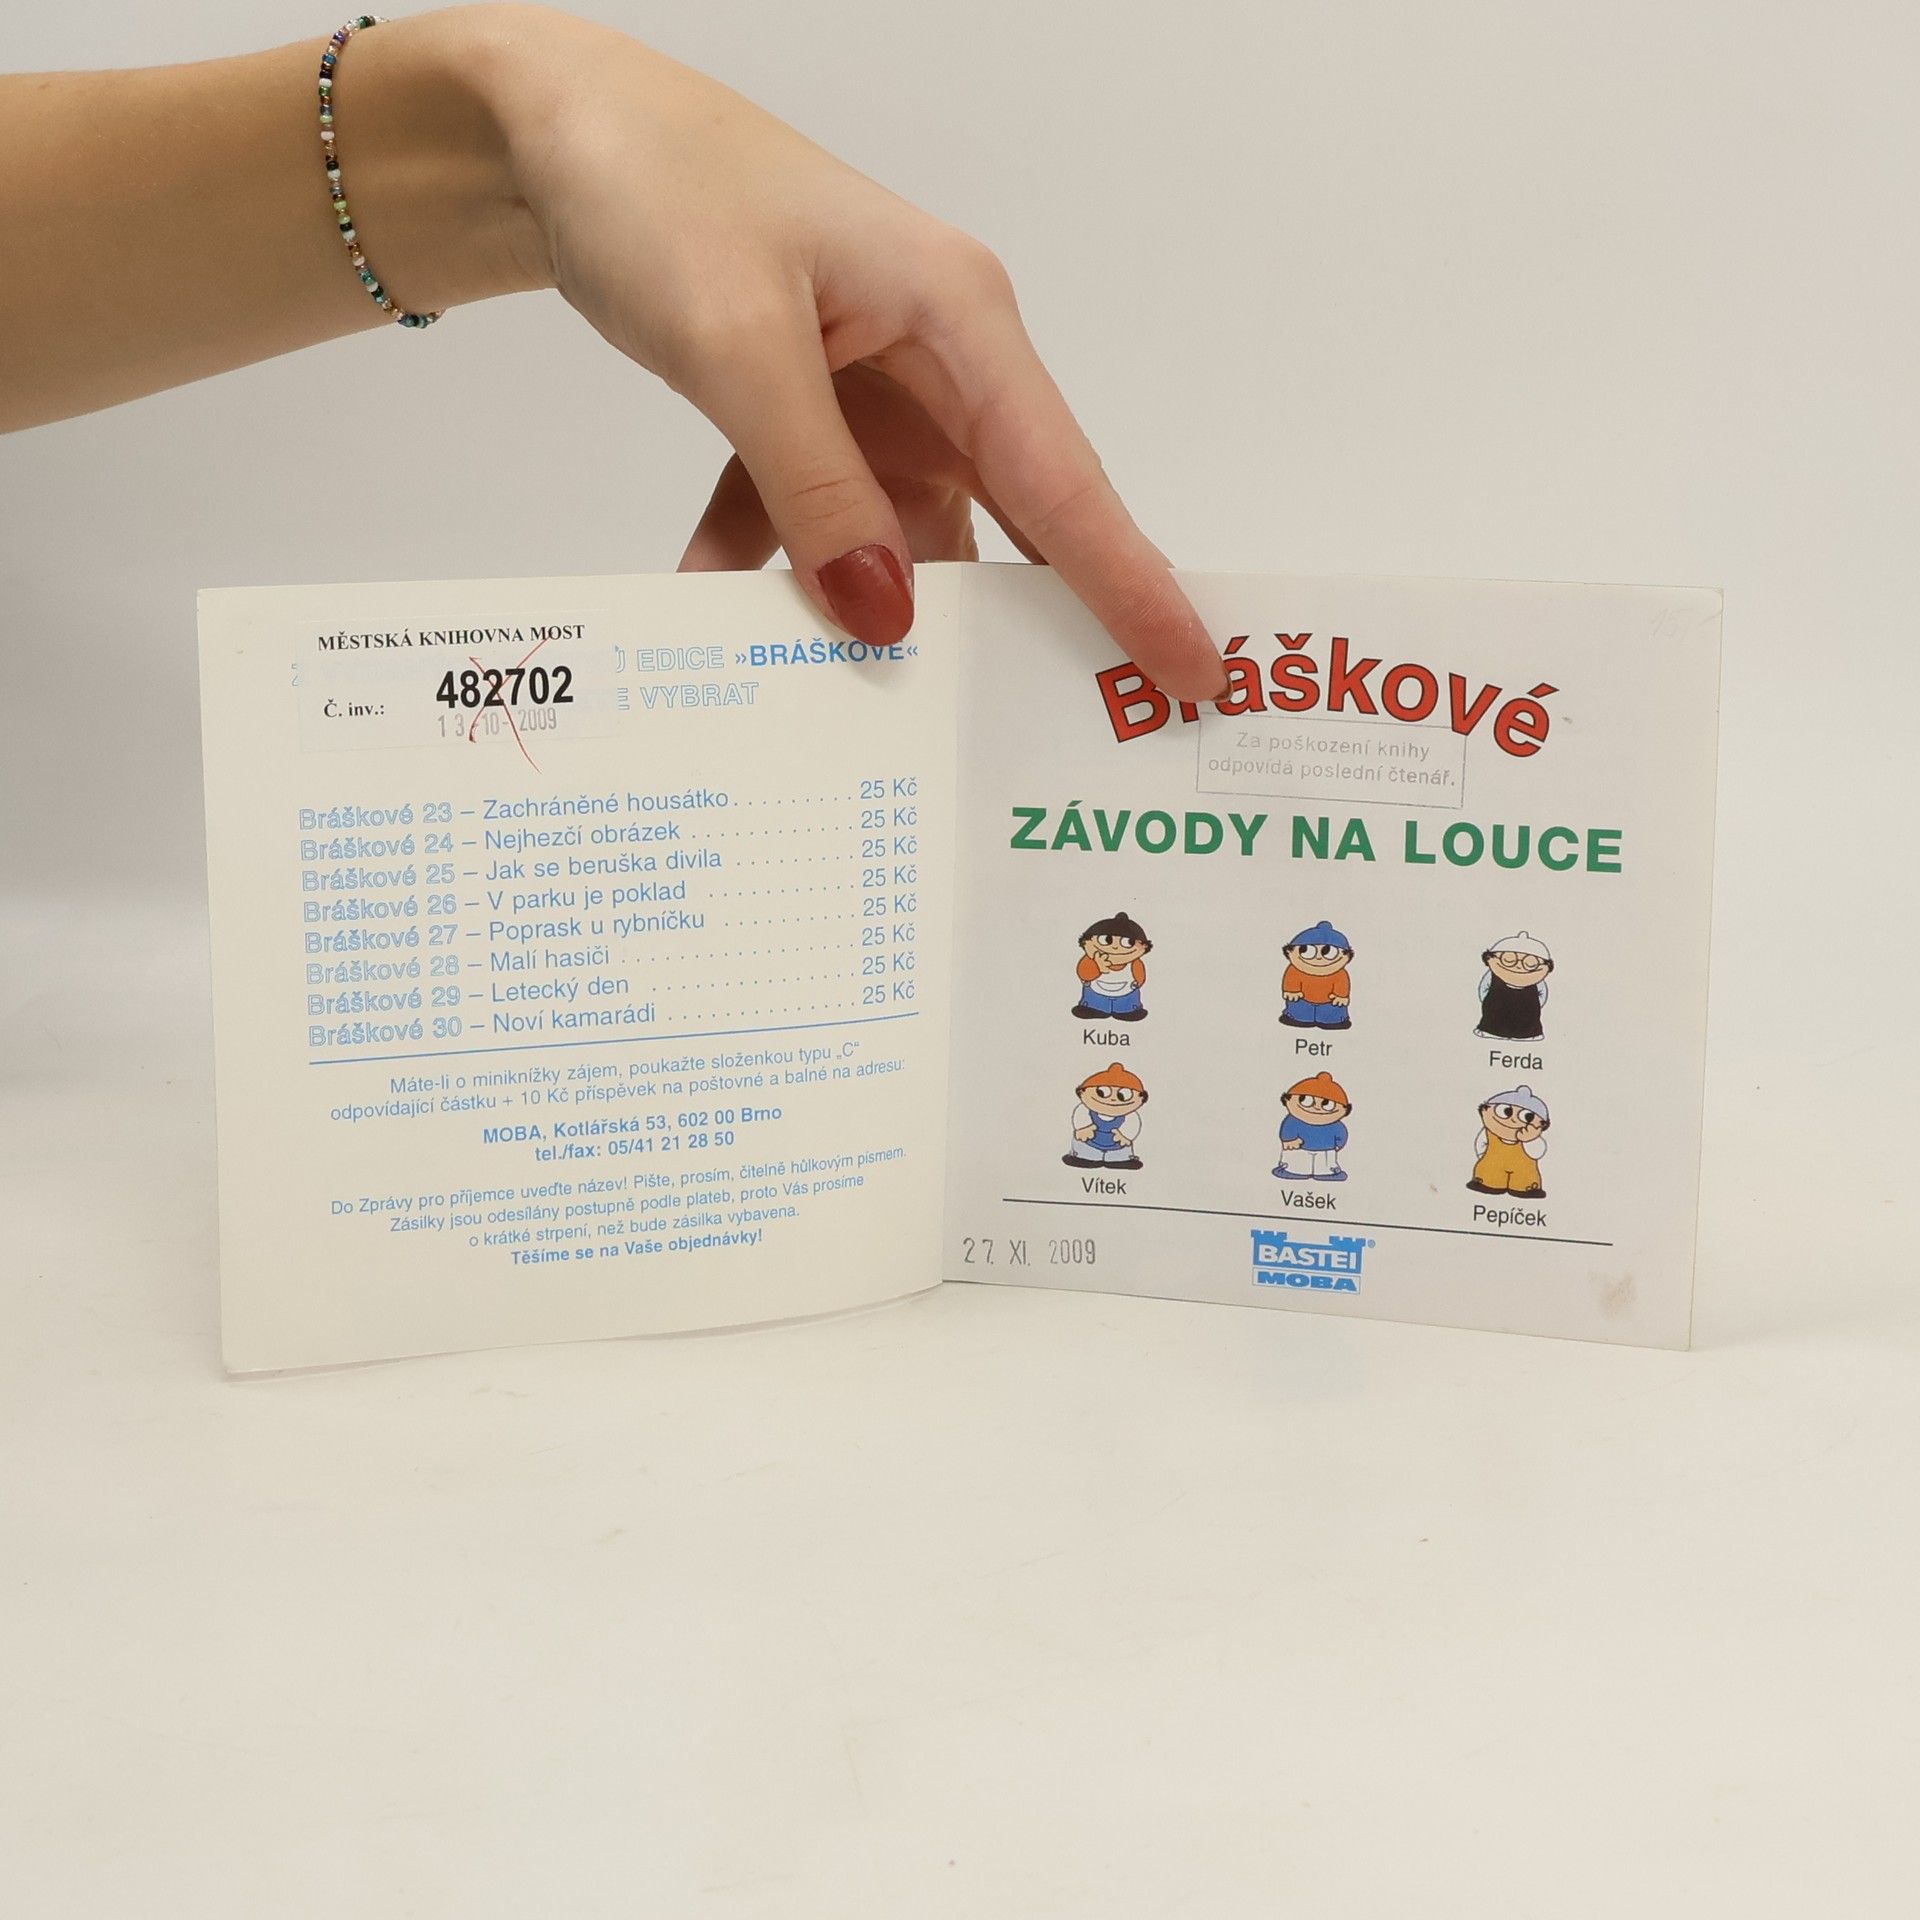 MĚSTSKÁ KNIHOVNA MOST
Č. inv.: 482702
13 -10- 2009
EDICE »BRÁŠKOVÉ«
VYBRAT
Bráškové 23 – Zachráněné housátko......... 25 Kč
Bráškové 24 – Nejhezčí obrázek ............ 25 Kč
Bráškové 25 – Jak se beruška divila ......... 25 Kč
Bráškové 26 – V parku je poklad ........... 25 Kč
Bráškové 27 – Poprask u rybníčku .......... 25 Kč
Bráškové 28 – Malí hasiči ................ 25 Kč
Bráškové 29 – Letecký den .............. 25 Kč
Bráškové 30 – Noví kamarádi ............. 25 Kč
Máte-li o miniknížky zájem, poukažte složenkou typu „C“
odpovídající částku + 10 Kč příspěvek na poštovné a balné na adresu:
MOBA, Kotlářská 53, 602 00 Brno
tel./fax: 05/41 21 28 50
Do Zprávy pro příjemce uveďte název! Pište, prosím, čitelně hůlkovým písmem.
Zásilky jsou odesílány postupně podle plateb, proto Vás prosíme
o krátké strpení, než bude zásilka vybavena.
Těšíme se na Vaše objednávky!
Bráškové
Za poškození knihy
odpovídá poslední čtenář.
ZÁVODY NA LOUCE
Kuba Petr Ferda
Vítek Vašek Pepíček
27. XI. 2009
BASTEI®
MOBA